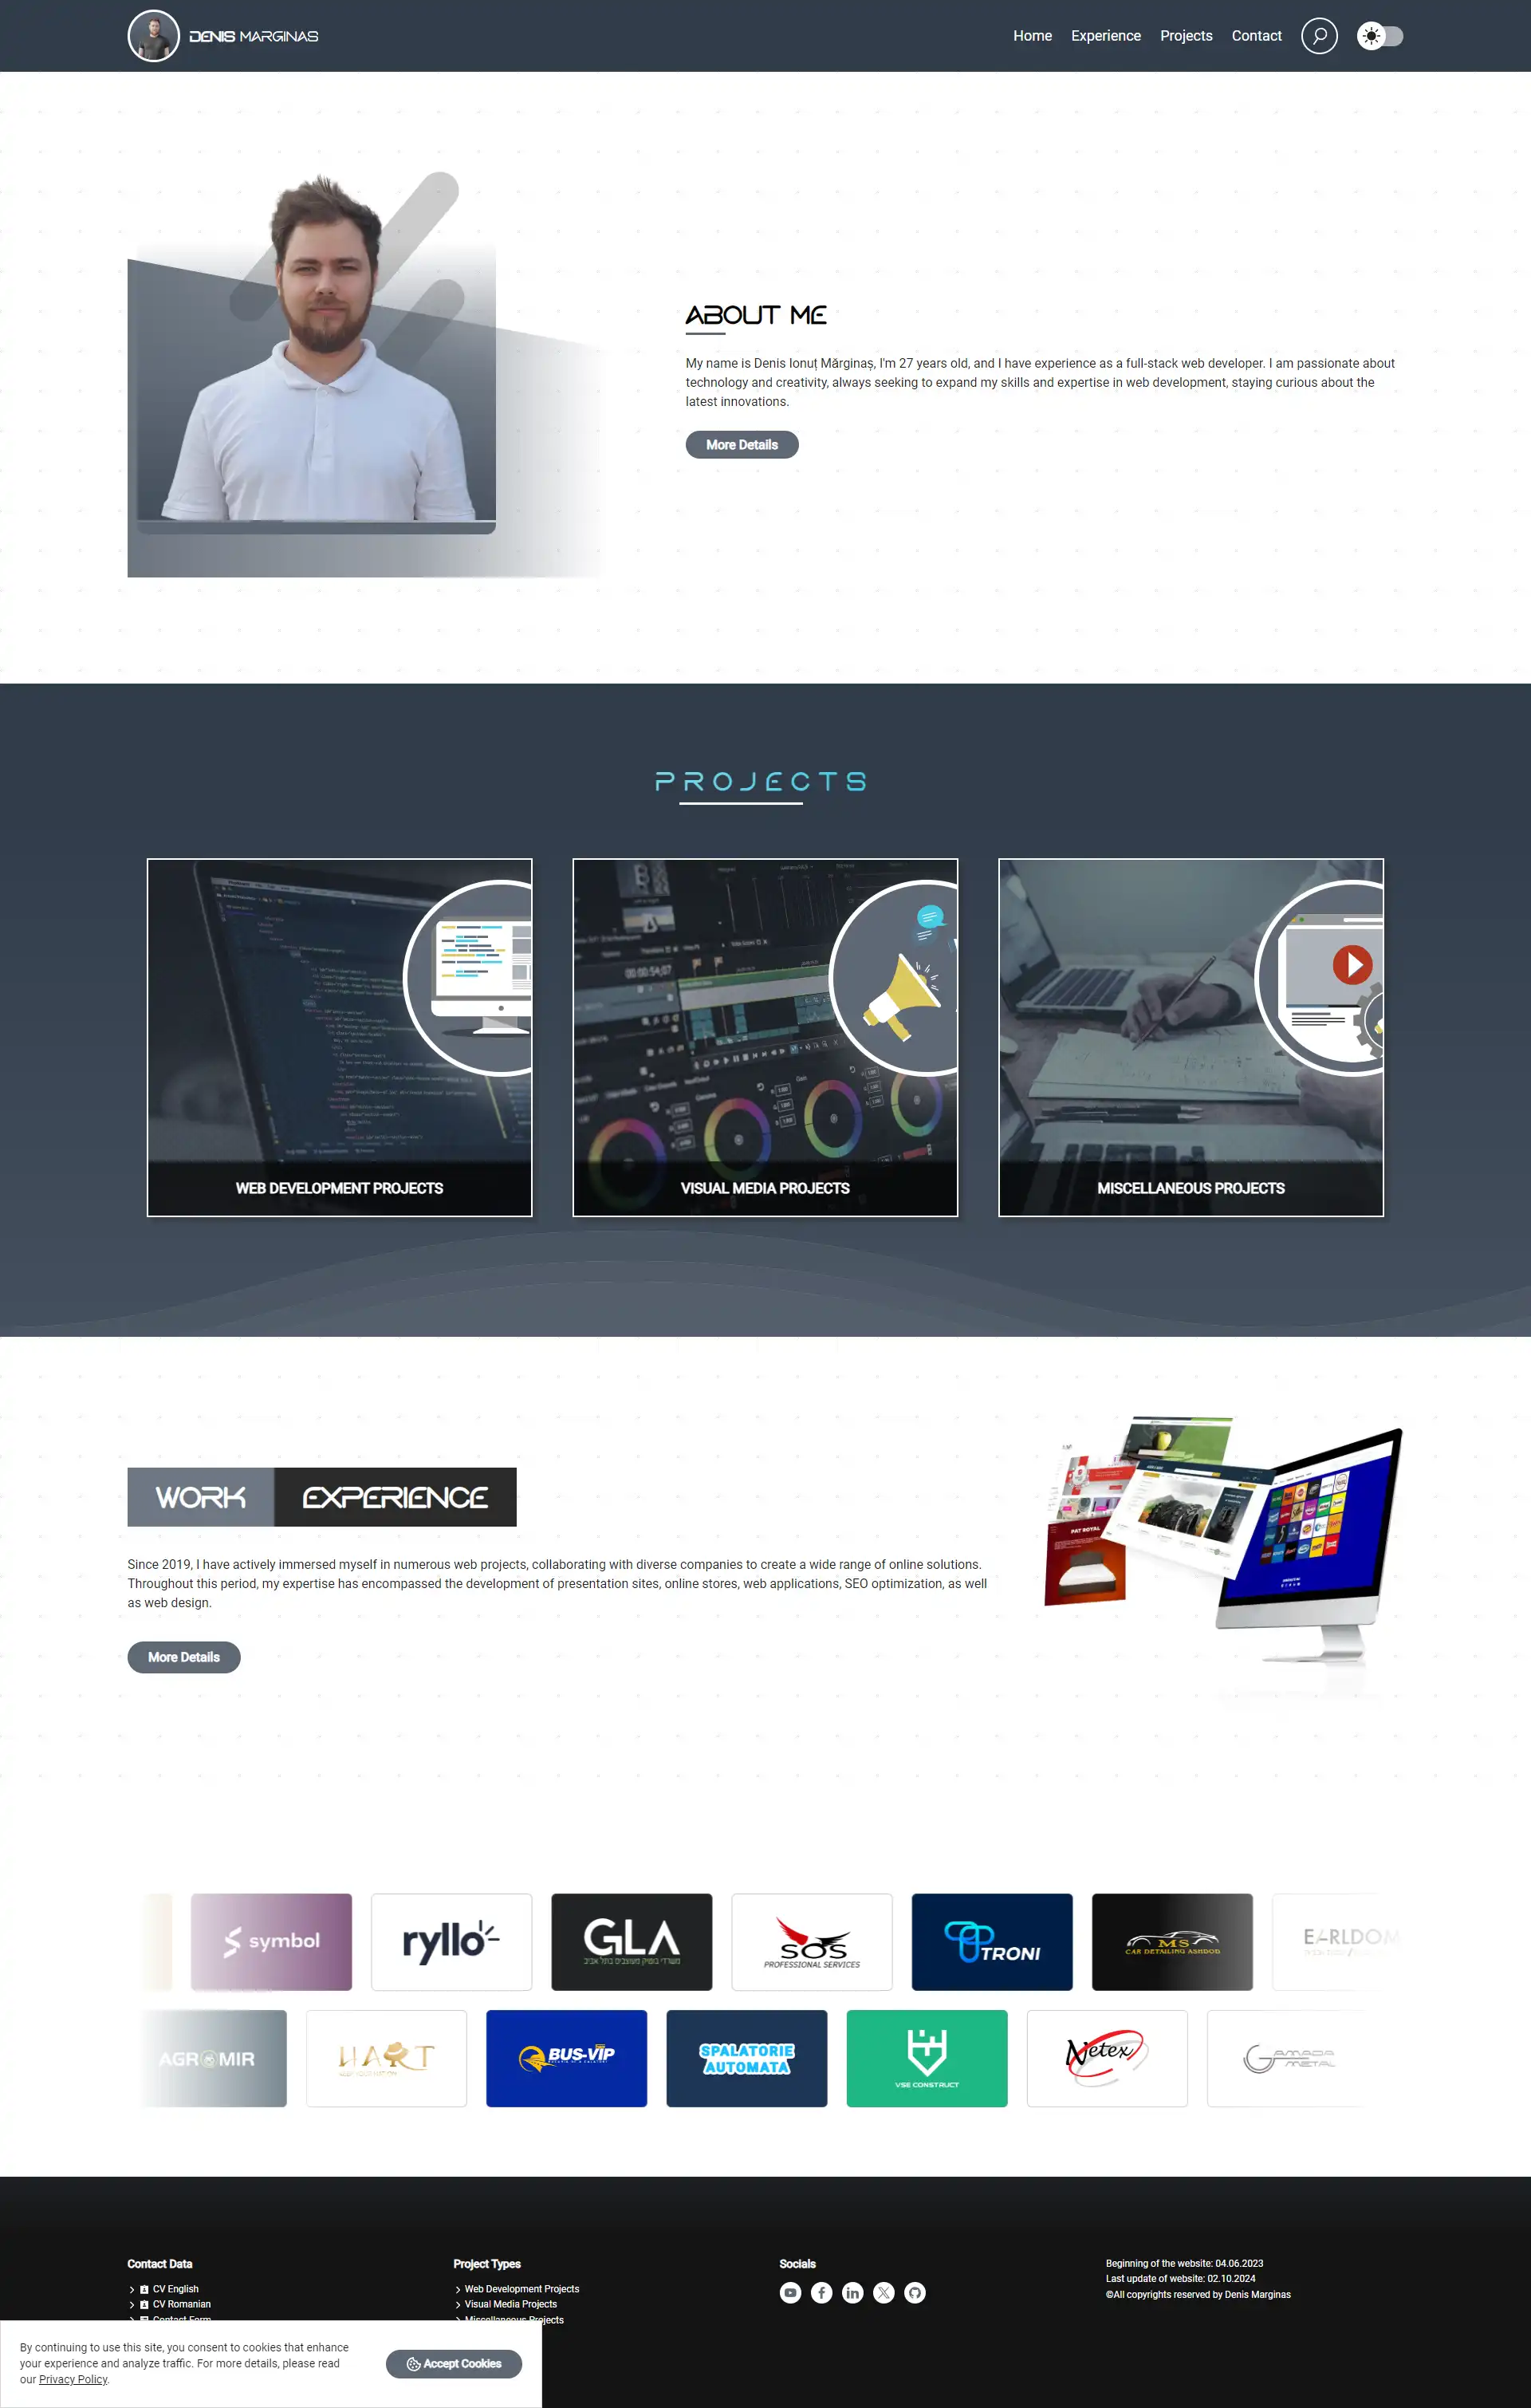 DENIS MARGINAS
Home Experience Projects Contact
ABOUT ME
My name is Denis Ionuț Mărginaș, I'm 27 years old, and I have experience as a full-stack web developer. I am passionate about
technology and creativity, always seeking to expand my skills and expertise in web development, staying curious about the
latest innovations.
More Details
PROJECTS
WEB DEVELOPMENT PROJECTS
VISUAL MEDIA PROJECTS
MISCELLANEOUS PROJECTS
WORK EXPERIENCE
PAT ROYAL
Since 2019, I have actively immersed myself in numerous web projects, collaborating with diverse companies to create a wide range of online solutions.
Throughout this period, my expertise has encompassed the development of presentation sites, online stores, web applications, SEO optimization, as well
as web design.
More Details
symbol
ryllo
GLA
משרדי בוטיק מעוצבים בתל אביב
SOS
PROFESSIONAL SERVICES
TRONI
MS
CAR DETAILING ASHDOD
EARLDOM
AGROMIR
HART
BUS-VIP
SPALATORIE
AUTOMATA
VSE CONSTRUCT
Netex
GAMADA
METAL
Contact Data
CV English
CV Romanian
Contact Form
Project Types
Web Development Projects
Visual Media Projects
Miscellaneous Projects
Socials
Beginning of the website: 04.06.2023
Last update of website: 02.10.2024
©All copyrights reserved by Denis Marginas
By continuing to use this site, you consent to cookies that enhance
your experience and analyze traffic. For more details, please read
our Privacy Policy.
Accept Cookies